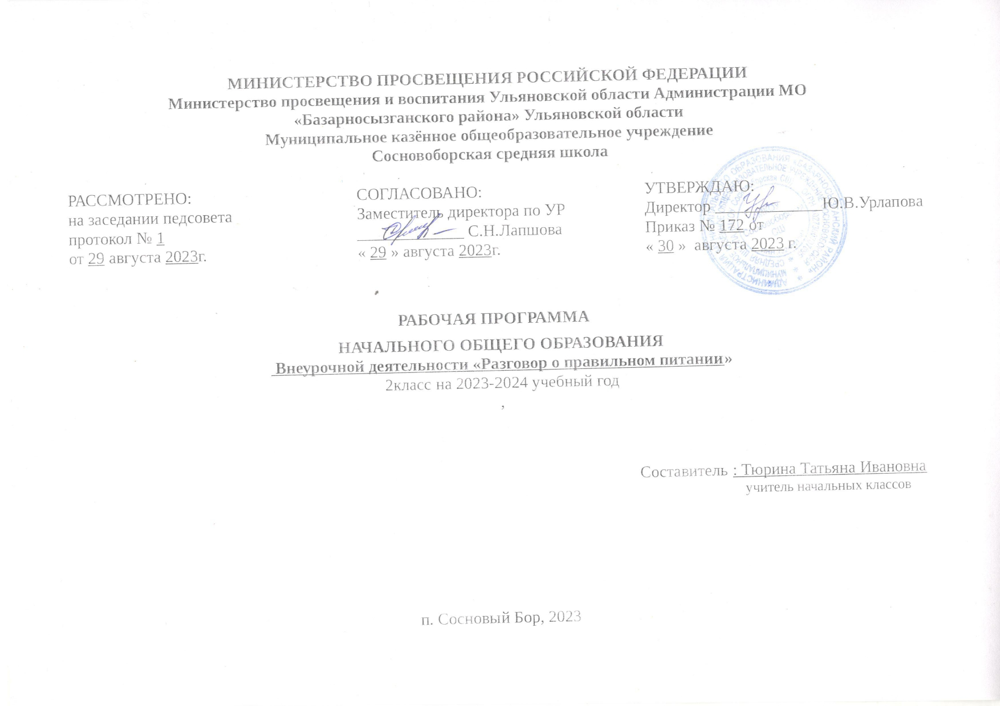 МИНИСТЕРСТВО ПРОСВЕЩЕНИЯ РОССИЙСКОЙ ФЕДЕРАЦИИ
Министерство просвещения и воспитания Ульяновской области Администрации МО
«Базарносызганского района» Ульяновской области
Муниципальное казённое общеобразовательное учреждение
Сосновоборская средняя школа
РАССМОТРЕНО:
на заседании педсовета
протокол № 1
от 29 августа 2023г.
СОГЛАСОВАНО:
Заместитель директора по УР
______________ С.Н.Лапшова
« 29 » августа 2023г.
УТВЕРЖДАЮ:
Директор ______________Ю.В.Урлапова
Приказ № 172 от
« 30 » августа 2023 г.
РАБОЧАЯ ПРОГРАММА
НАЧАЛЬНОГО ОБЩЕГО ОБРАЗОВАНИЯ
Внеурочной деятельности «Разговор о правильном питании»
2класс на 2023-2024 учебный год
,
Составитель : Тюрина Татьяна Ивановна
учитель начальных классов
п. Сосновый Бор, 2023